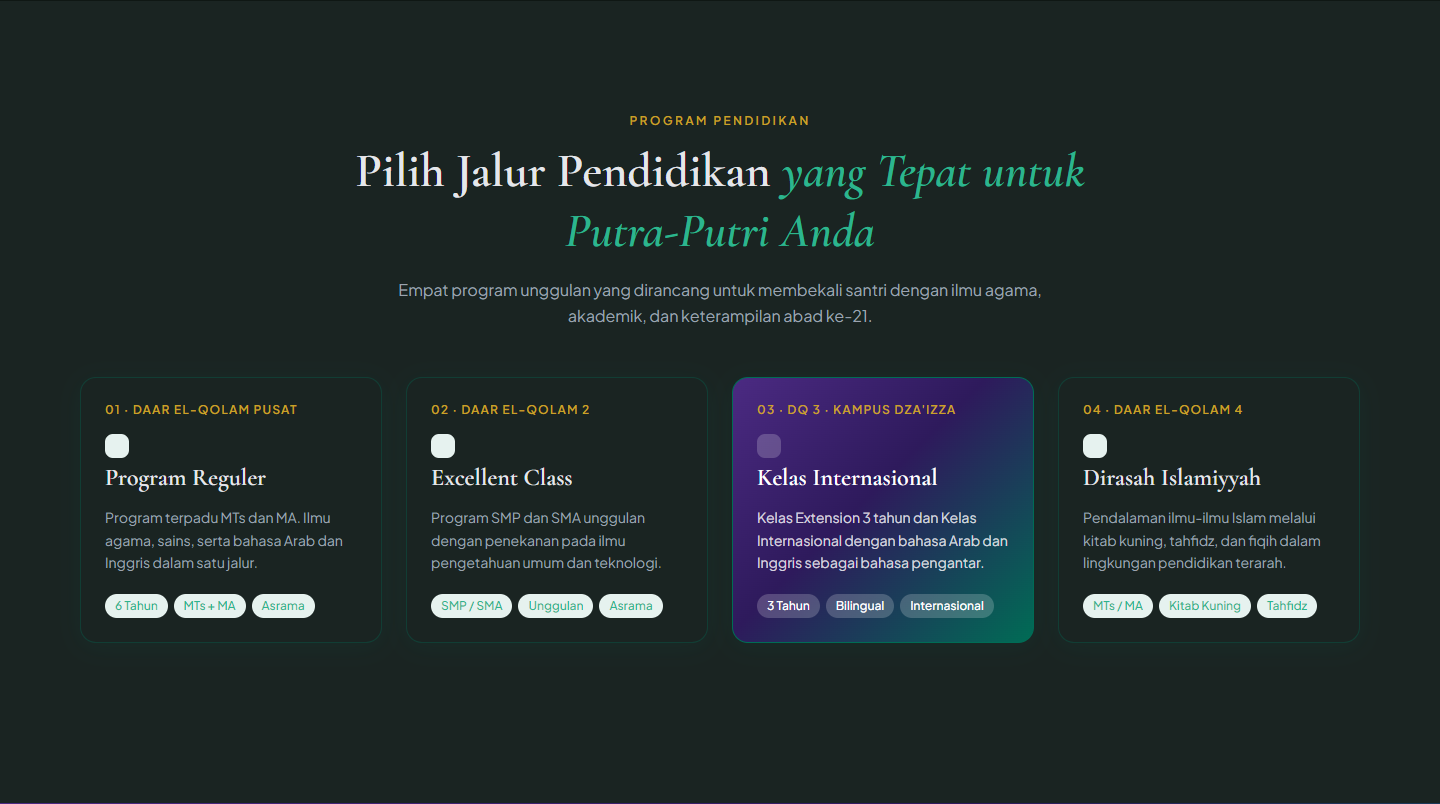 PROGRAM PENDIDIKAN
Pilih Jalur Pendidikan yang Tepat untuk
Putra-Putri Anda
Empat program unggulan yang dirancang untuk membekali santri dengan ilmu agama,
akademik, dan keterampilan abad ke-21.
01 · DAAR EL-QOLAM PUSAT
Program Reguler
Program terpadu MTs dan MA. Ilmu
agama, sains, serta bahasa Arab dan
Inggris dalam satu jalur.
6 Tahun
MTs + MA
Asrama
02 · DAAR EL-QOLAM 2
Excellent Class
Program SMP dan SMA unggulan
dengan penekanan pada ilmu
pengetahuan umum dan teknologi.
SMP / SMA
Unggulan
Asrama
03 · DQ 3 · KAMPUS DZA'IZZA
Kelas Internasional
Kelas Extension 3 tahun dan Kelas
Internasional dengan bahasa Arab dan
Inggris sebagai bahasa pengantar.
3 Tahun
Bilingual
Internasional
04 · DAAR EL-QOLAM 4
Dirasah Islamiyyah
Pendalaman ilmu-ilmu Islam melalui
kitab kuning, tahfidz, dan fiqih dalam
lingkungan pendidikan terarah.
MTs / MA
Kitab Kuning
Tahfidz